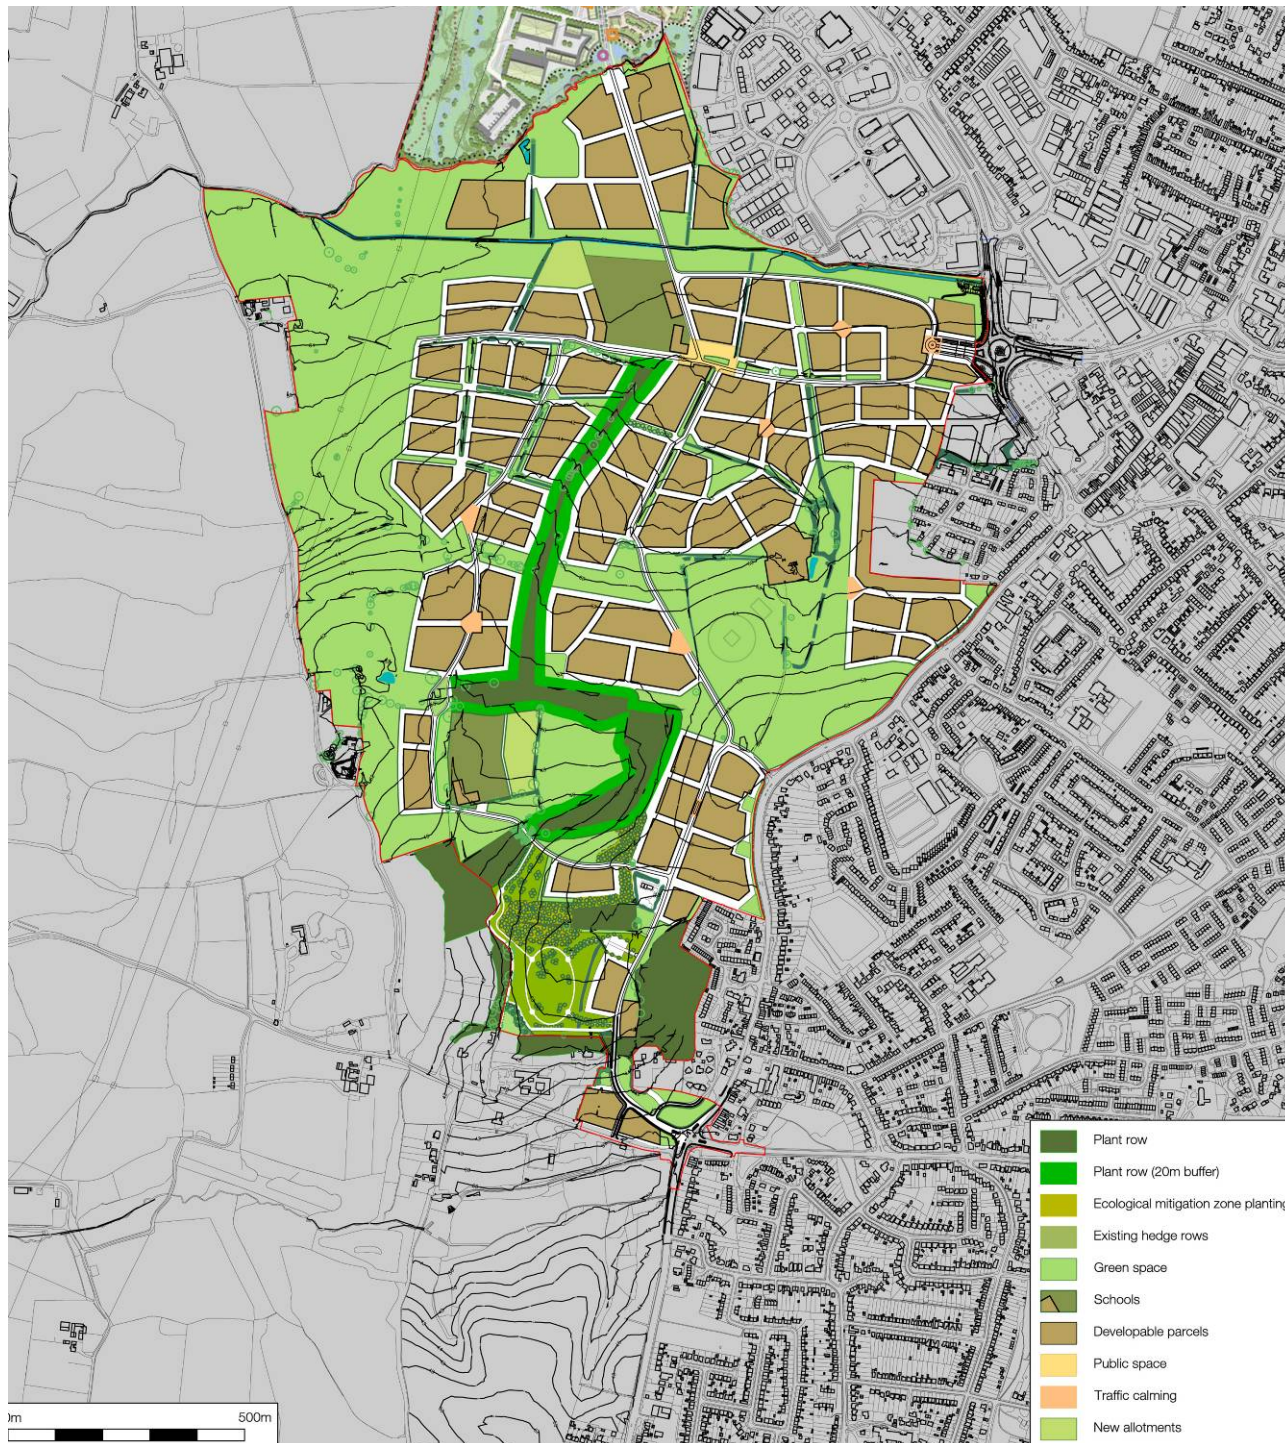 Plant row
Plant row (20m buffer)
Ecological mitigation zone planting
Existing hedge rows
Green space
Schools
Developable parcels
Public space
Traffic calming
New allotments
0m 500m